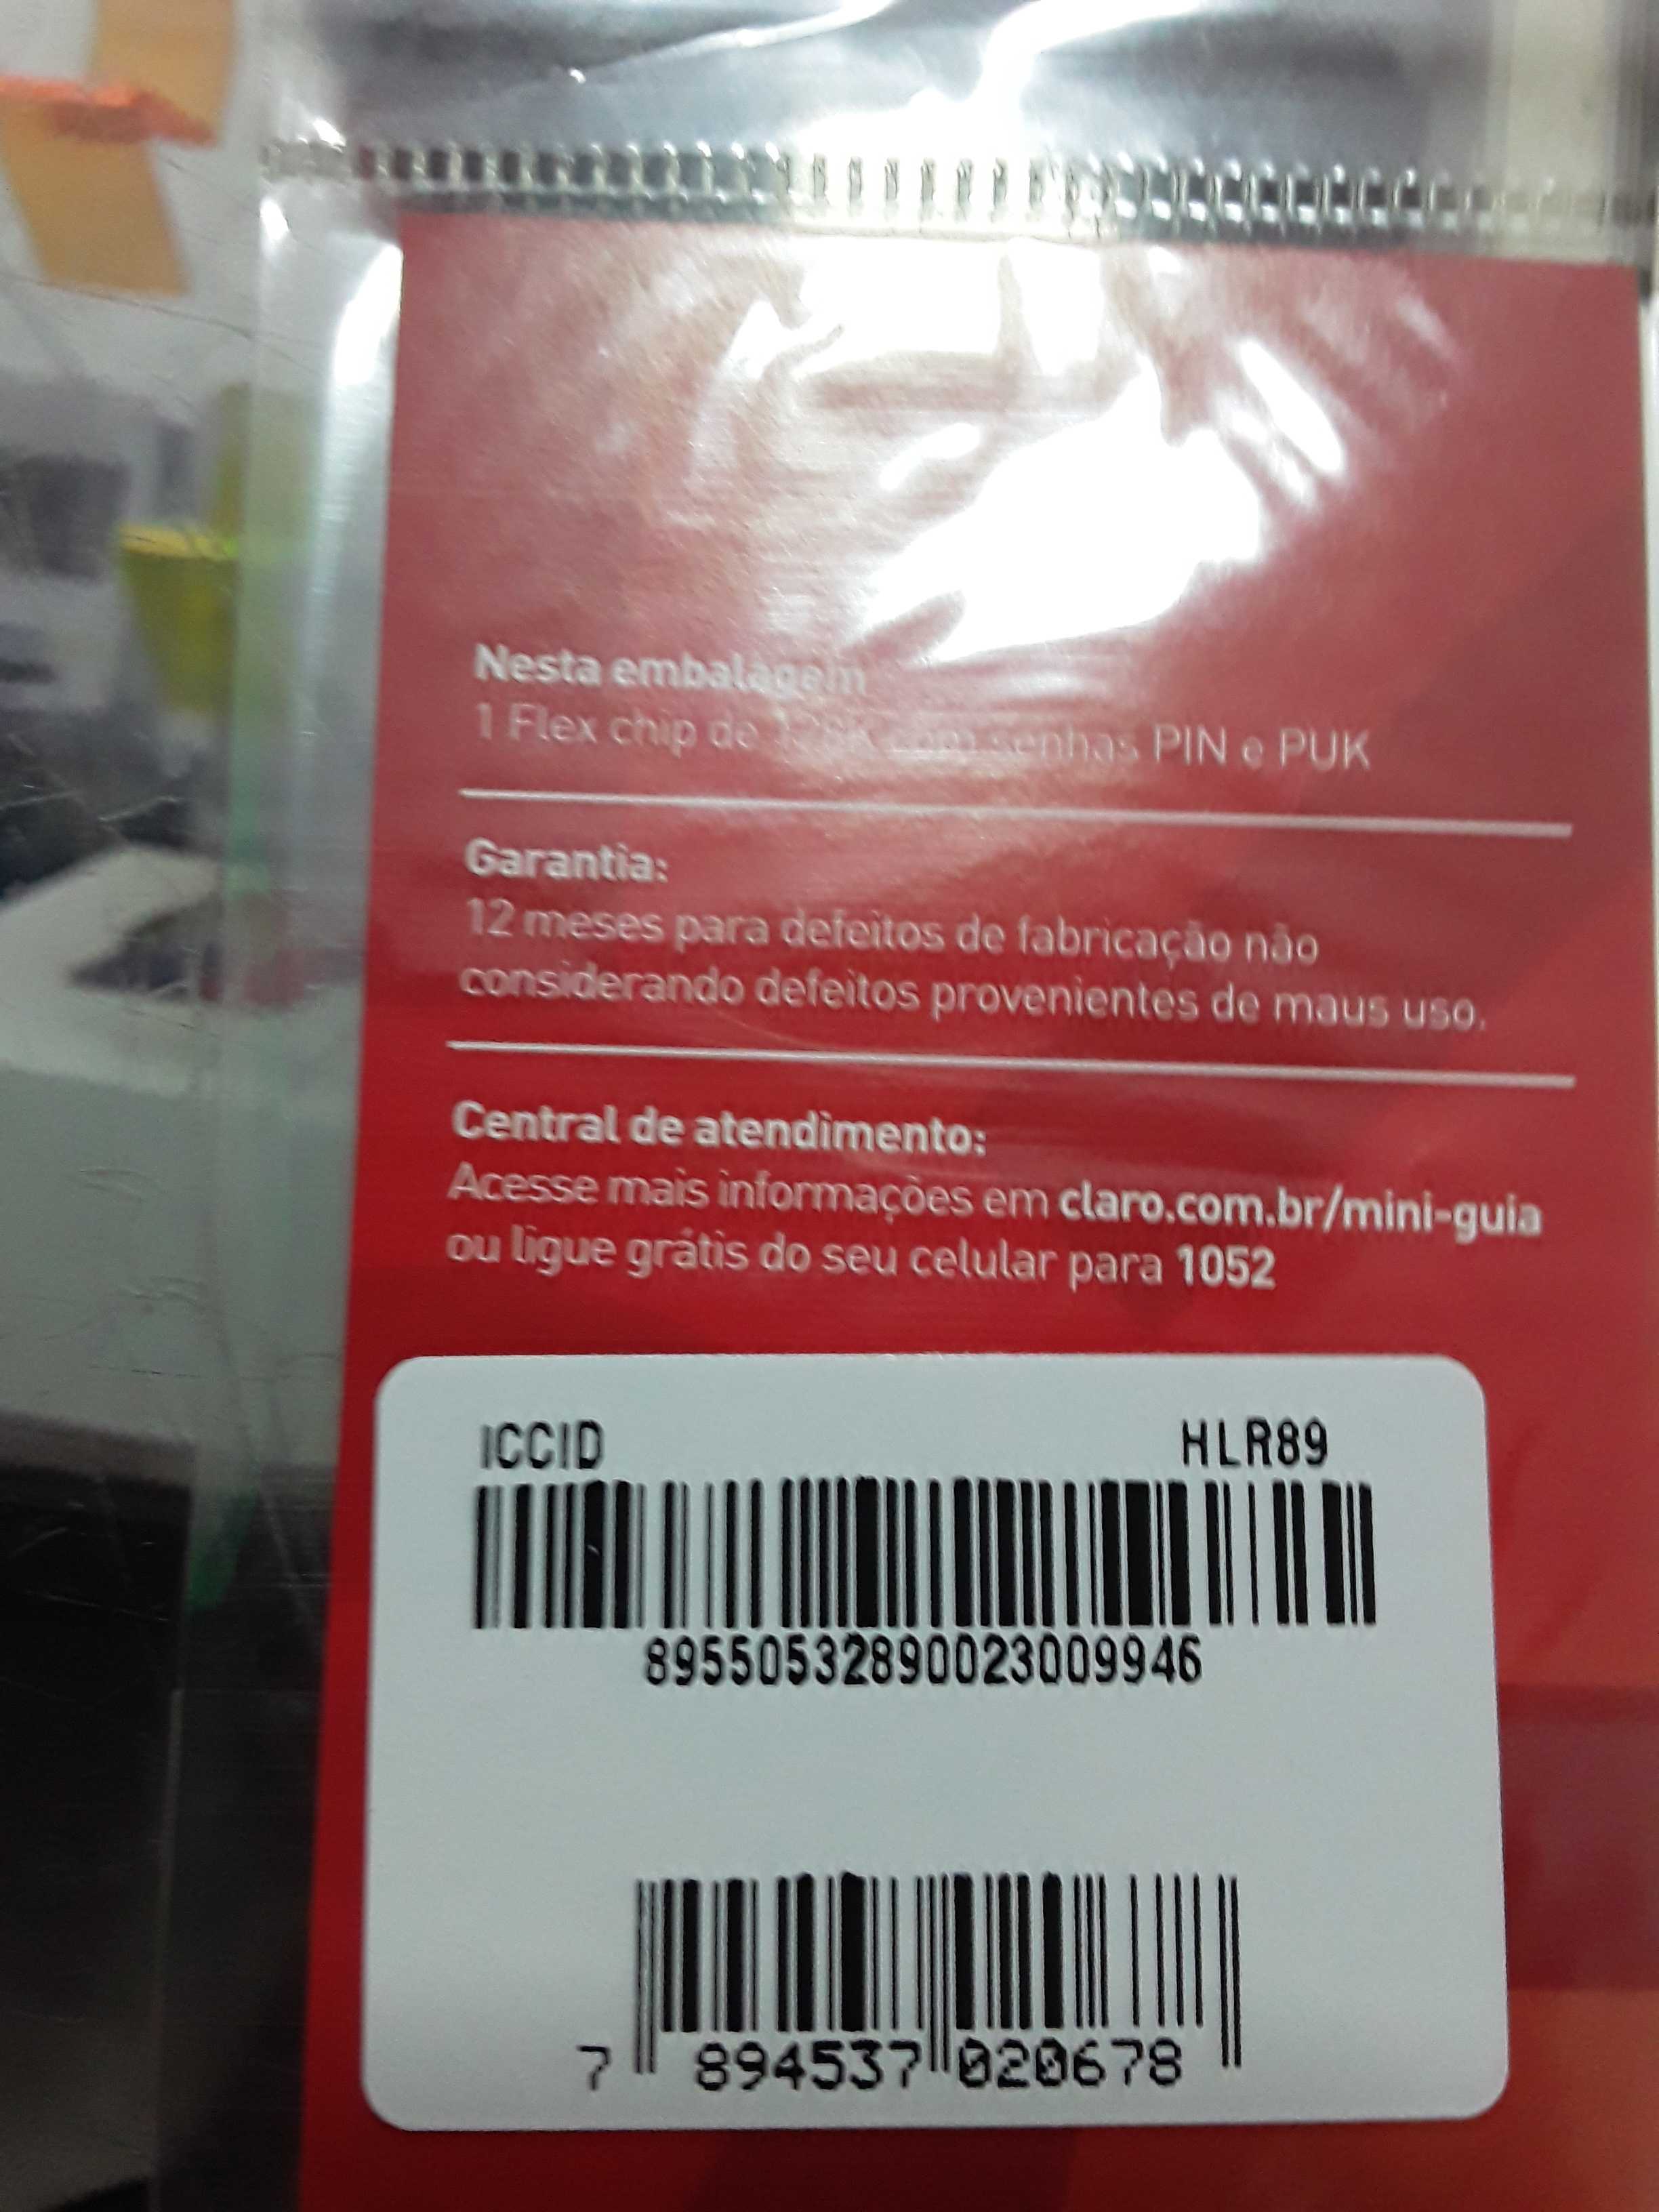 Nesta embalagem
1 Flex chip de 128K com senhas PIN e PUK
Garantia:
12 meses para defeitos de fabricação não
considerando defeitos provenientes de maus uso.
Central de atendimento:
Acesse mais informações em claro.com.br/mini-guia
ou ligue grátis do seu celular para 1052
ICCID HLR89
89550532890023009946
7 894537 020678